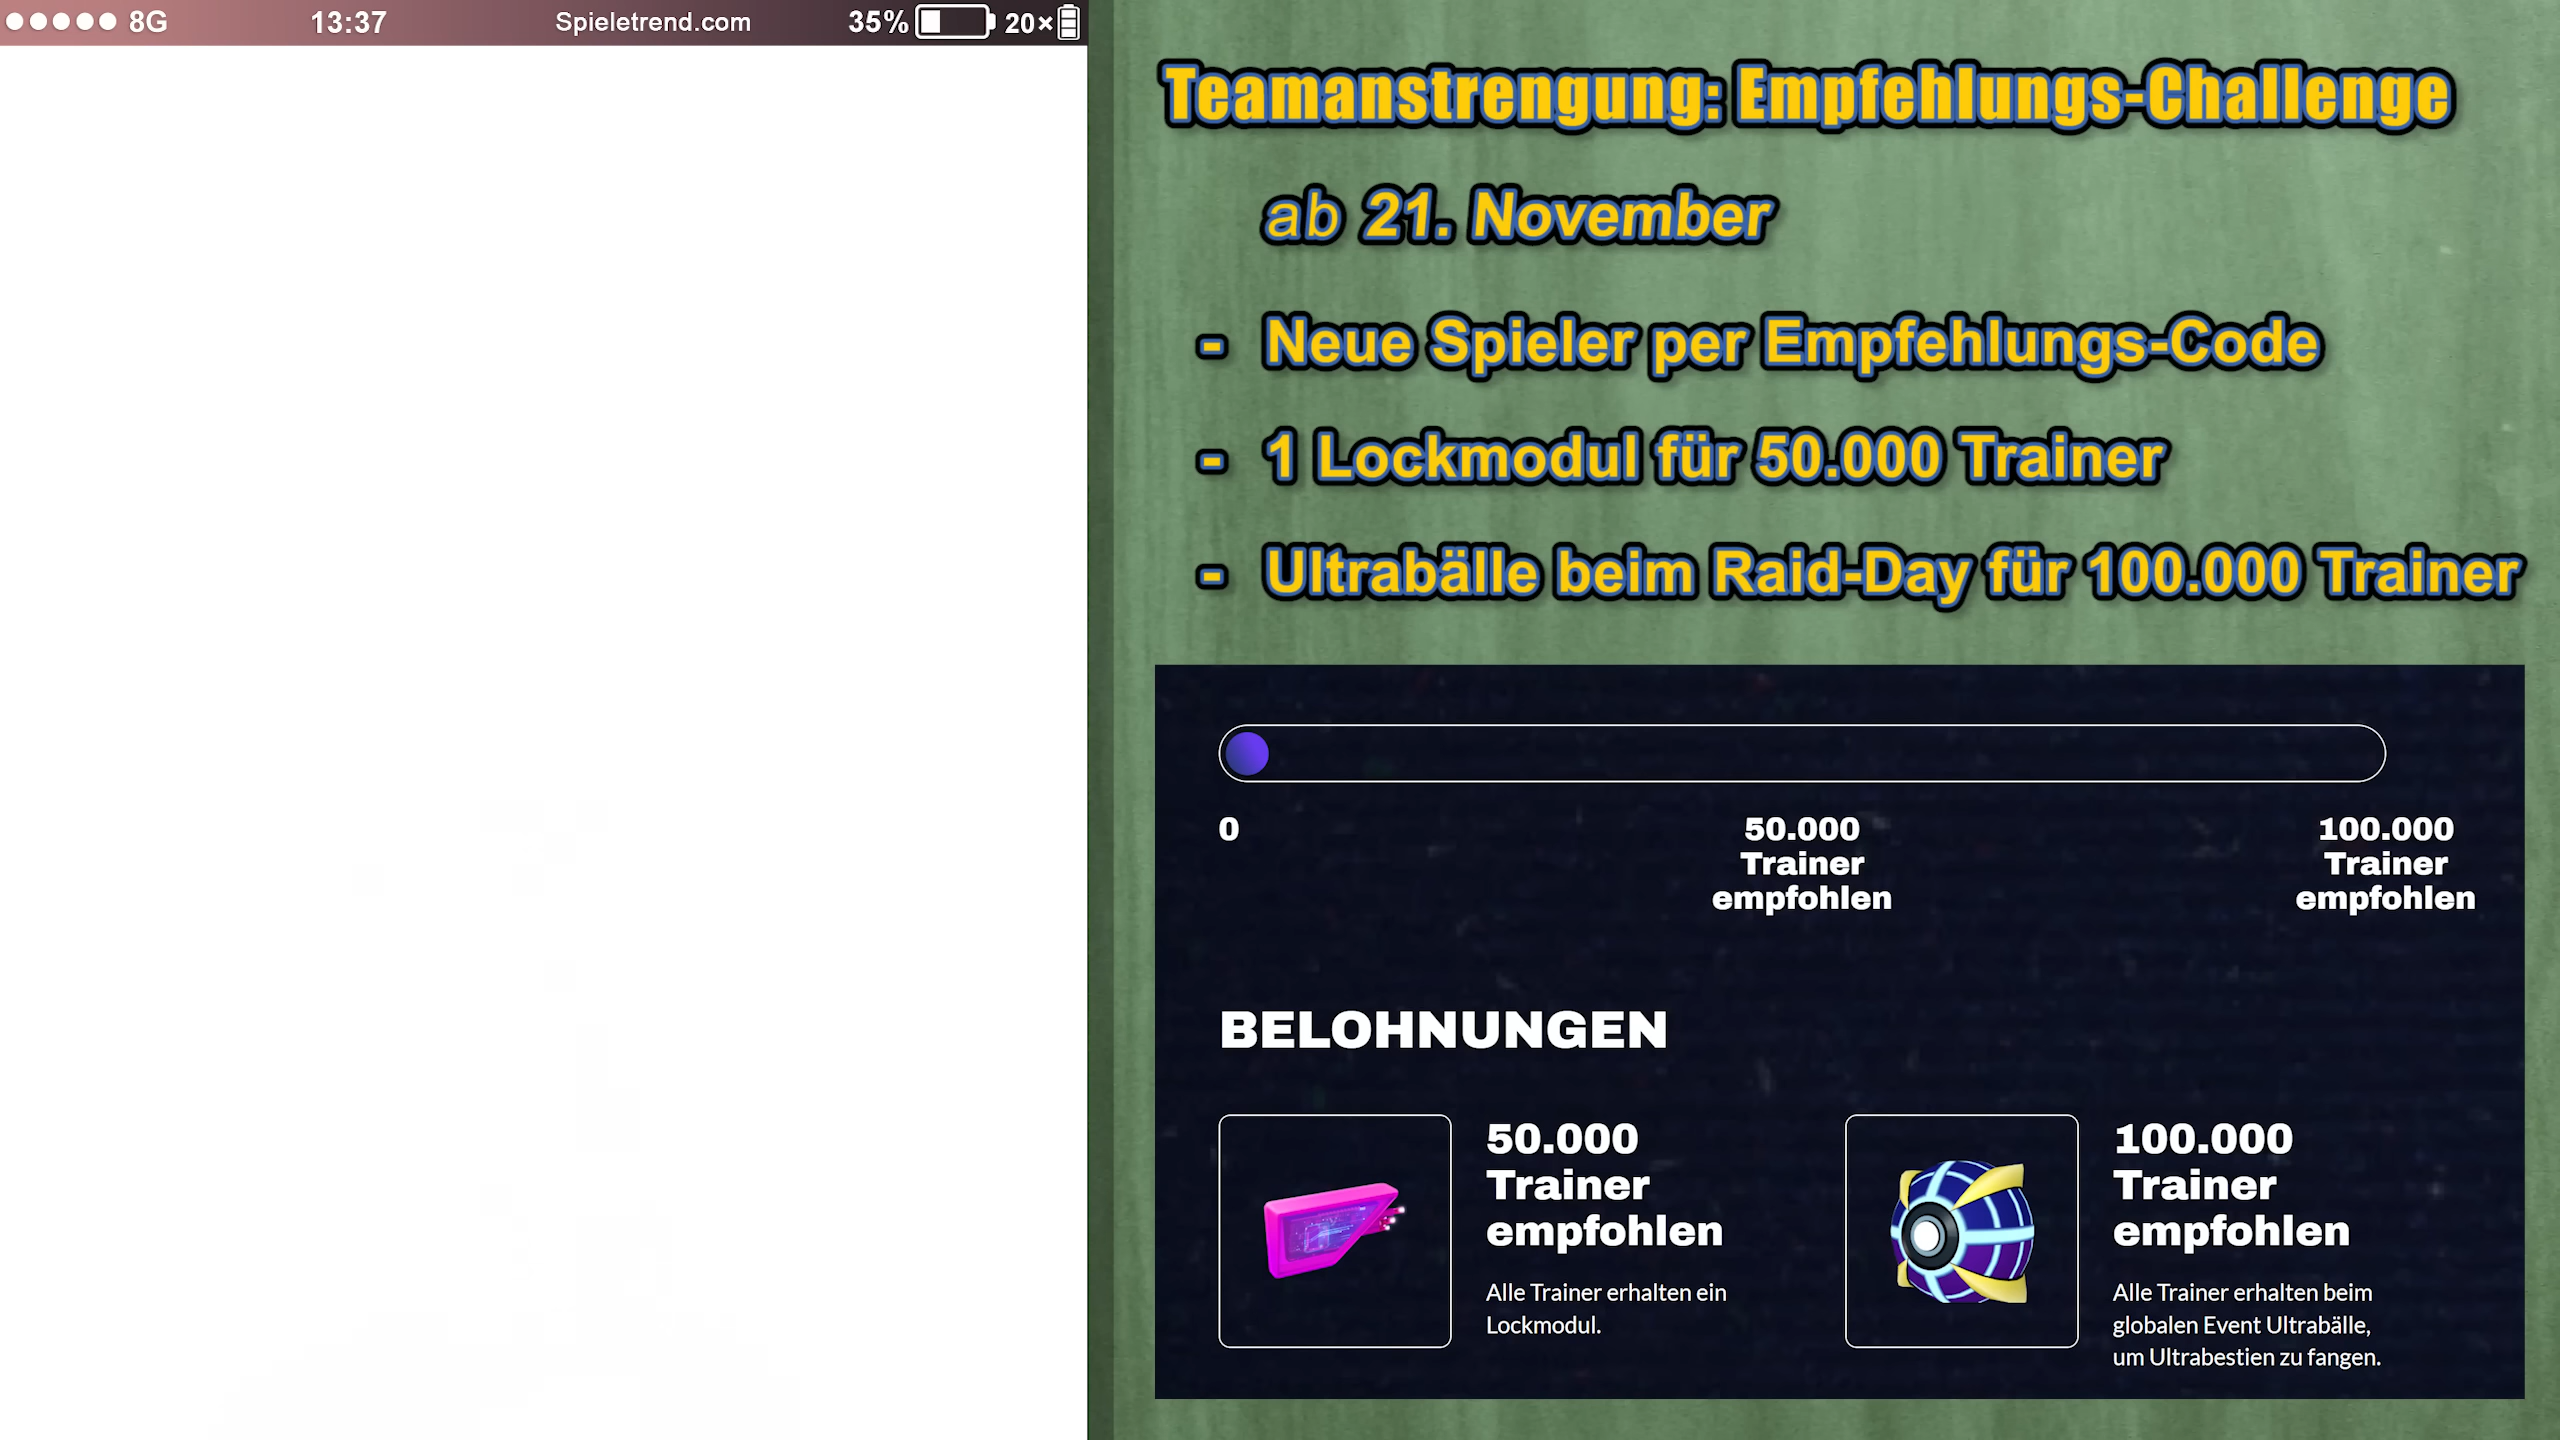 8G 13:37 Spieletrend.com 35% 20×
Teamanstrengung: Empfehlungs-Challenge
ab 21. November
- Neue Spieler per Empfehlungs-Code
- 1 Lockmodul für 50.000 Trainer
- Ultrabälle beim Raid-Day für 100.000 Trainer
0
50.000
Trainer
empfohlen
100.000
Trainer
empfohlen
BELOHNUNGEN
50.000
Trainer
empfohlen
Alle Trainer erhalten ein
Lockmodul.
100.000
Trainer
empfohlen
Alle Trainer erhalten beim
globalen Event Ultrabälle,
um Ultrabestien zu fangen.